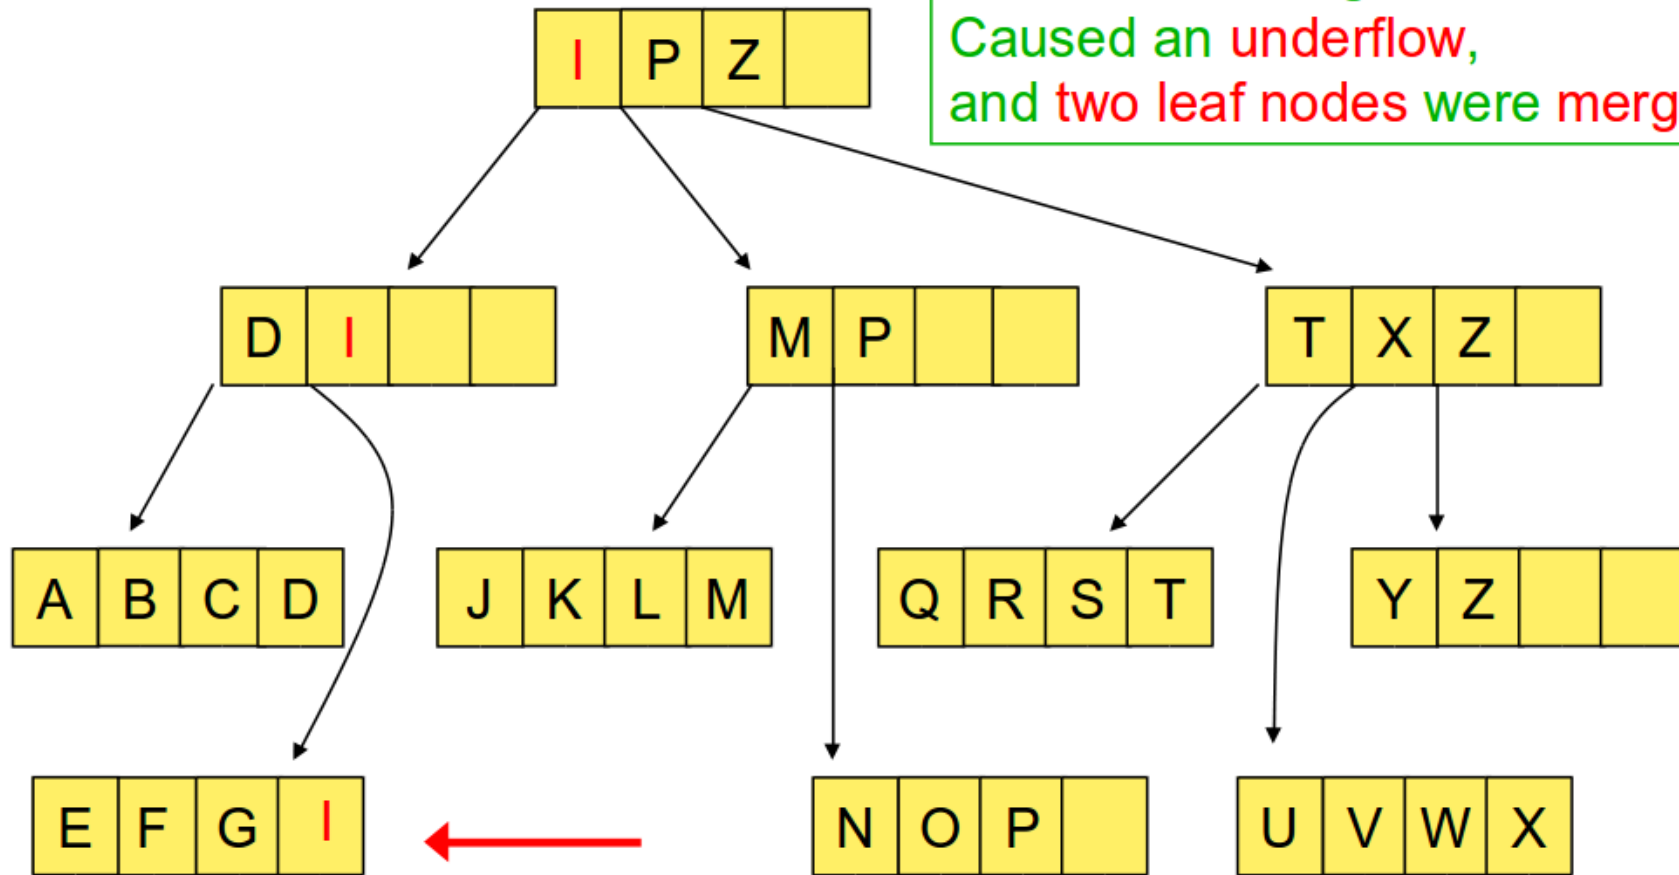 Caused an underflow,
and two leaf nodes were merg
I P Z
D I
M P
T X Z
A B C D
J K L M
Q R S T
Y Z
E F G I
N O P
U V W X